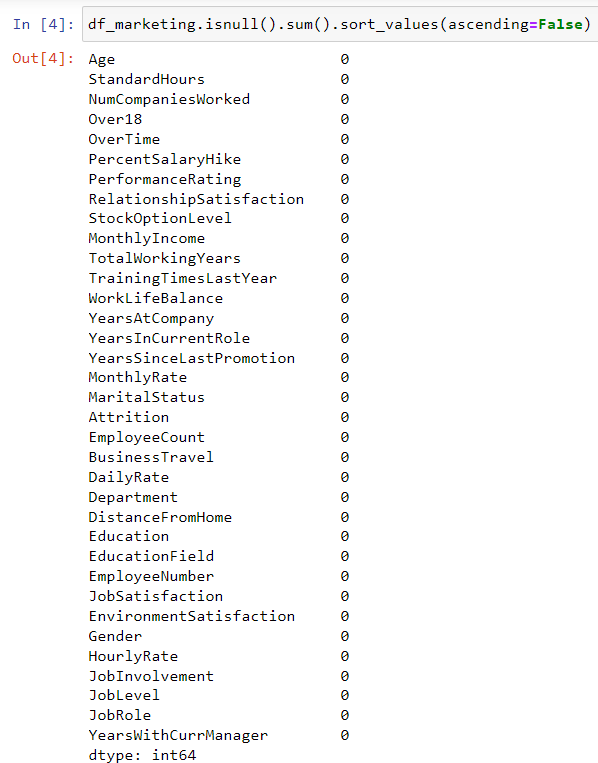 In [4]: df_marketing.isnull().sum().sort_values(ascending=False)
Out[4]: Age 0
StandardHours 0
NumCompaniesWorked 0
Over18 0
OverTime 0
PercentSalaryHike 0
PerformanceRating 0
RelationshipSatisfaction 0
StockOptionLevel 0
MonthlyIncome 0
TotalWorkingYears 0
TrainingTimesLastYear 0
WorkLifeBalance 0
YearsAtCompany 0
YearsInCurrentRole 0
YearsSinceLastPromotion 0
MonthlyRate 0
MaritalStatus 0
Attrition 0
EmployeeCount 0
BusinessTravel 0
DailyRate 0
Department 0
DistanceFromHome 0
Education 0
EducationField 0
EmployeeNumber 0
JobSatisfaction 0
EnvironmentSatisfaction 0
Gender 0
HourlyRate 0
JobInvolvement 0
JobLevel 0
JobRole 0
YearsWithCurrManager 0
dtype: int64